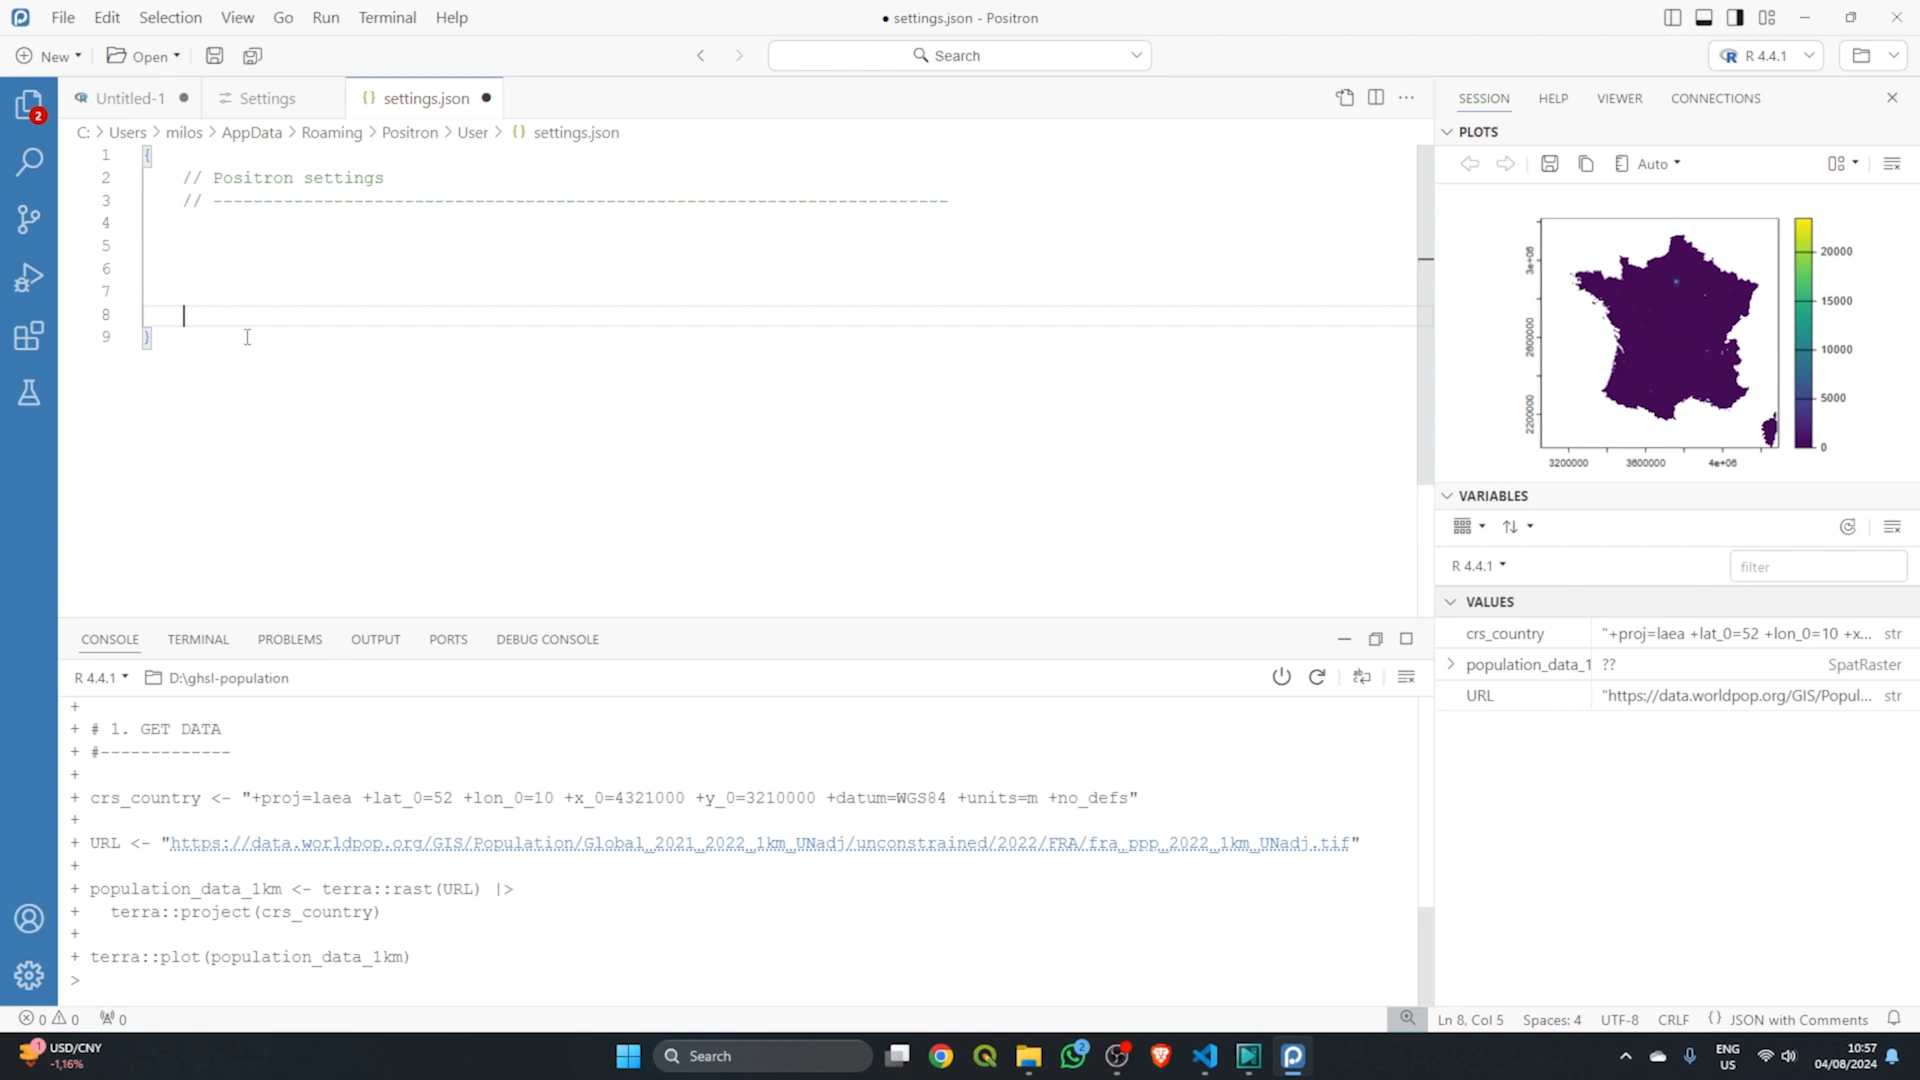 File Edit Selection View Go Run Terminal Help
● settings.json - Positron
New Open Search R 4.4.1
Untitled-1 Settings {} settings.json
C: > Users > milos > AppData > Roaming > Positron > User > {} settings.json
1 {
2 // Positron settings
3 // -------------------------------------------------------------------------
4
5
6
7
8
9 }
SESSION HELP VIEWER CONNECTIONS
PLOTS
Auto
3e+06
2600000
2200000
3200000 3600000 4e+06
20000
15000
10000
5000
0
VARIABLES
R 4.4.1 filter
VALUES
crs_country "+proj=laea +lat_0=52 +lon_0=10 +x... str
population_data_1 ?? SpatRaster
URL "https://data.worldpop.org/GIS/Popul... str
CONSOLE TERMINAL PROBLEMS OUTPUT PORTS DEBUG CONSOLE
R 4.4.1 D:\ghsl-population
+
+ # 1. GET DATA
+ #-------------
+
+ crs_country <- "+proj=laea +lat_0=52 +lon_0=10 +x_0=4321000 +y_0=3210000 +datum=WGS84 +units=m +no_defs"
+
+ URL <- "https://data.worldpop.org/GIS/Population/Global_2021_2022_1km_UNadj/unconstrained/2022/FRA/fra_ppp_2022_1km_UNadj.tif"
+
+ population_data_1km <- terra::rast(URL) |>
+ terra::project(crs_country)
+
+ terra::plot(population_data_1km)
>
2
0 0 0
Ln 8, Col 5 Spaces: 4 UTF-8 CRLF {} JSON with Comments
1 USD/CNY
-1,16%
Search
2
ENG
US
10:57
04/08/2024